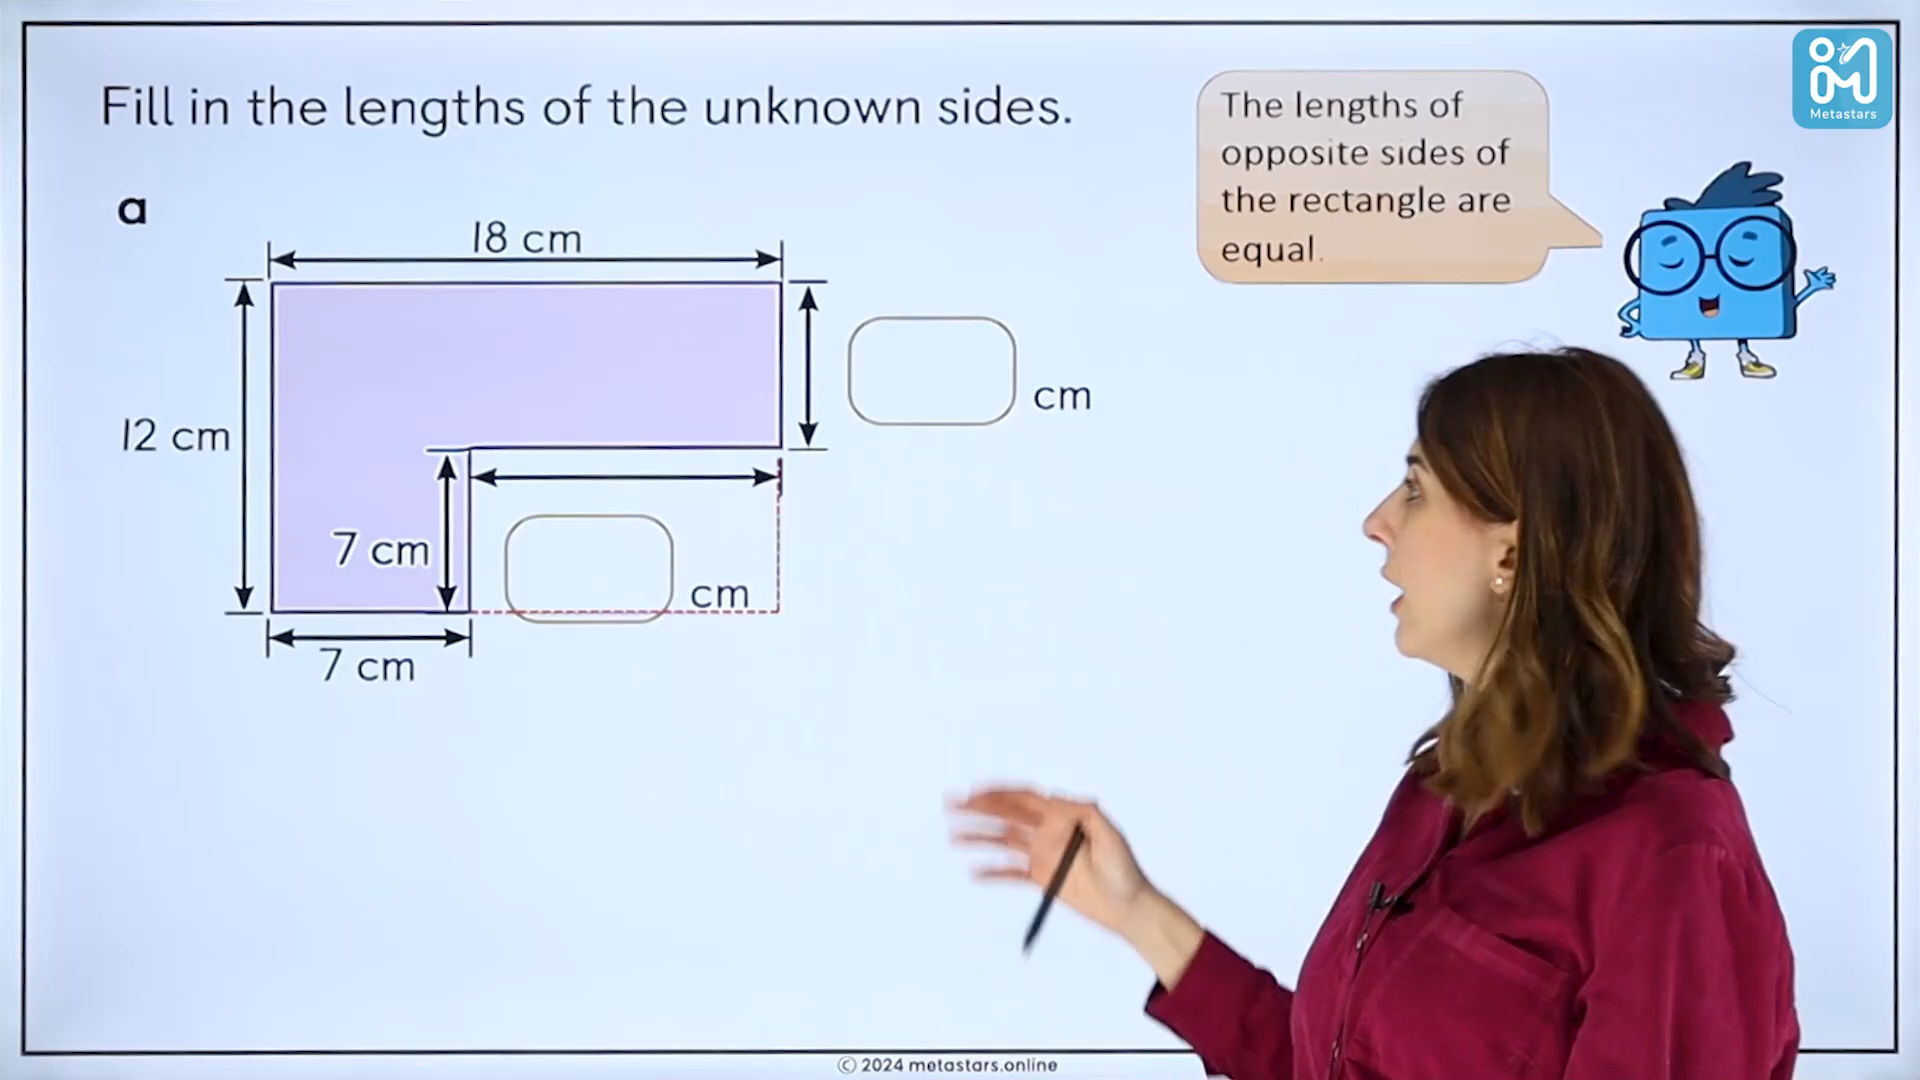 Fill in the lengths of the unknown sides.
The lengths of
opposite sides of
the rectangle are
equal.
Metastars
a
18 cm
12 cm
cm
7 cm
cm
7 cm
© 2024 metastars.online